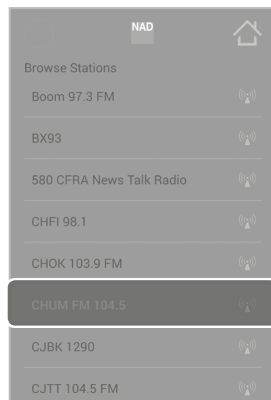 NAD
Browse Stations
Boom 97.3 FM
BX93
580 CFRA News Talk Radio
CHFI 98.1
CHOK 103.9 FM
CHUM FM 104.5
CJBK 1290
CJTT 104.5 FM